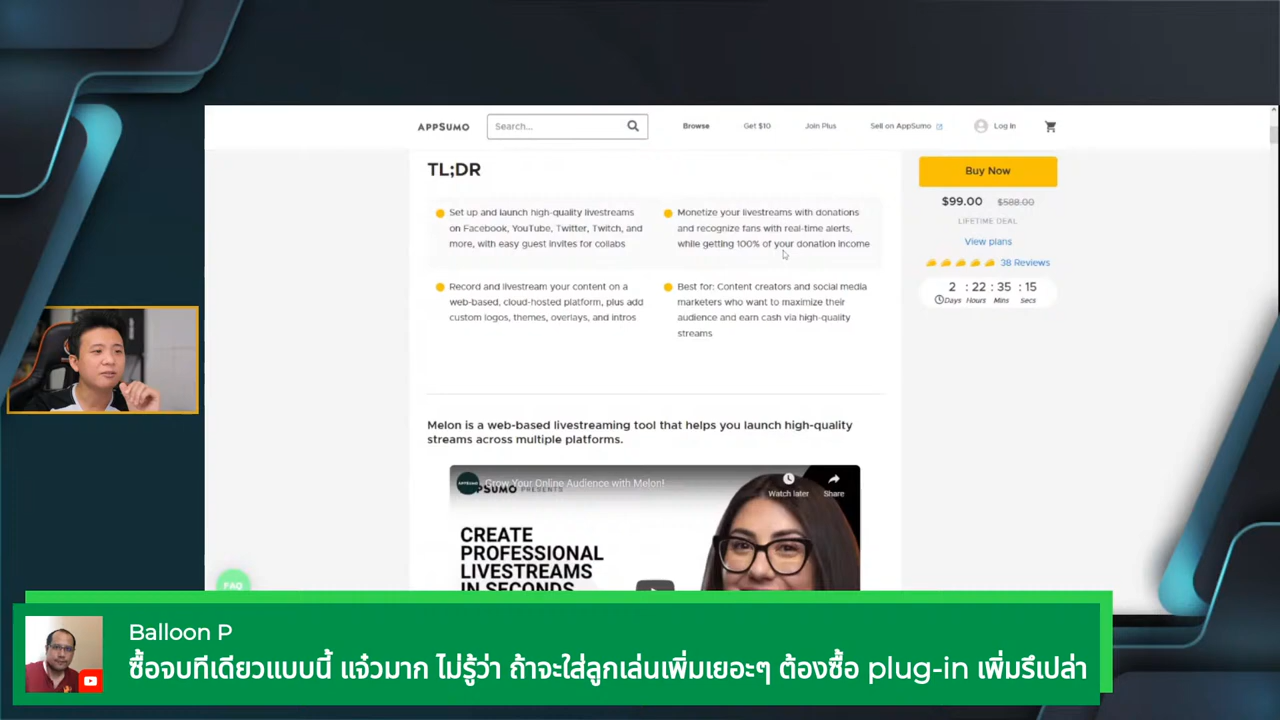 APPSUMO
Search...
Browse
Get $10
Join Plus
Sell on AppSumo
Log in
TL;DR
Set up and launch high-quality livestreams
on Facebook, YouTube, Twitter, Twitch, and
more, with easy guest invites for collabs
Monetize your livestreams with donations
and recognize fans with real-time alerts,
while getting 100% of your donation income
Record and livestream your content on a
web-based, cloud-hosted platform, plus add
custom logos, themes, overlays, and intros
Best for: Content creators and social media
marketers who want to maximize their
audience and earn cash via high-quality
streams
Buy Now
$99.00 $588.00
LIFETIME DEAL
View plans
38 Reviews
2 : 22 : 35 : 15
Days Hours Mins Secs
Melon is a web-based livestreaming tool that helps you launch high-quality
streams across multiple platforms.
Grow Your Online Audience with Melon!
PRESENTS
Watch later
Share
CREATE
PROFESSIONAL
LIVESTREAMS
IN SECONDS
FAQ
Balloon P
ซื้อจบทีเดียวแบบนี้ แจ๋วมาก ไม่รู้ว่า ถ้าจะใส่ลูกเล่นเพิ่มเยอะๆ ต้องซื้อ plug-in เพิ่มรึเปล่า